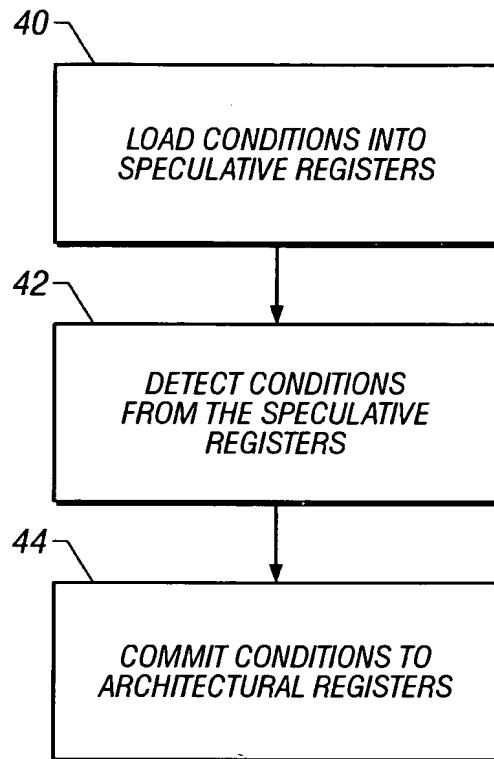 40
LOAD CONDITIONS INTO
SPECULATIVE REGISTERS
42
DETECT CONDITIONS
FROM THE SPECULATIVE
REGISTERS
44
COMMIT CONDITIONS TO
ARCHITECTURAL REGISTERS